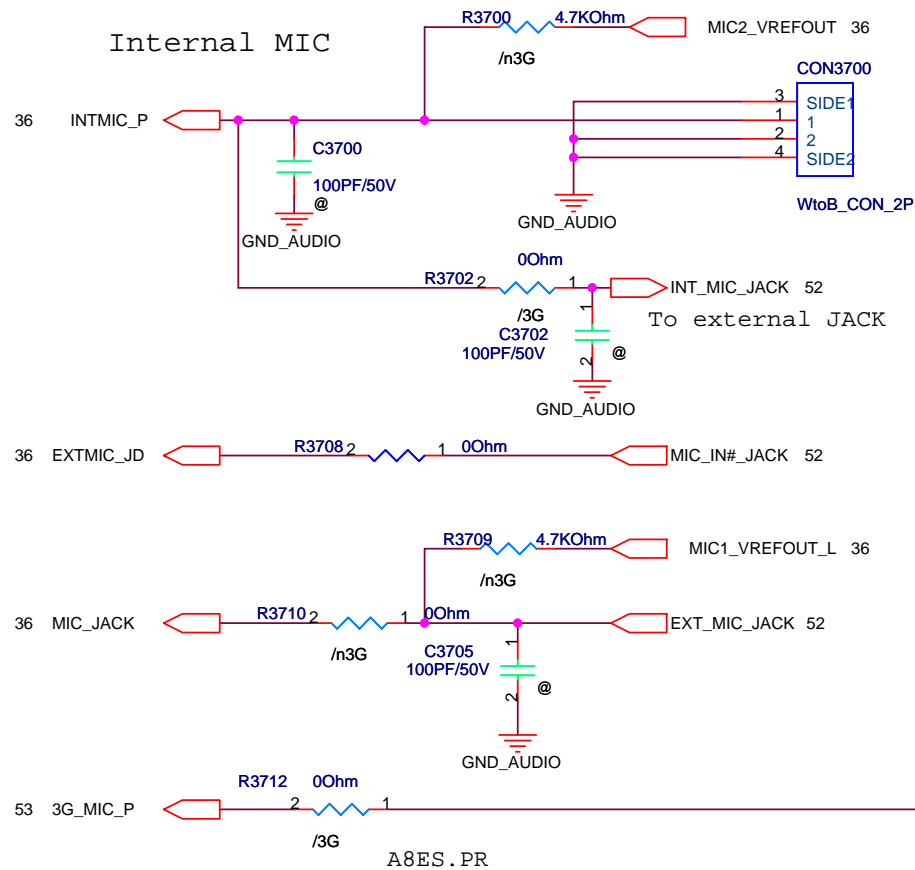 R3700 4.7KOhm
MIC2_VREFOUT 36
Internal MIC
/n3G
CON3700
3 SIDE1
36 INTMIC_P
1 1
2 2
4 SIDE2
C3700
100PF/50V
@
GND_AUDIO
GND_AUDIO
WtoB_CON_2P
0Ohm
R3702 2 1
INT_MIC_JACK 52
/3G
To external JACK
1
C3702
100PF/50V
@
2
GND_AUDIO
36 EXTMIC_JD
R3708 2 1 0Ohm
MIC_IN#_JACK 52
R3709 4.7KOhm
MIC1_VREFOUT_L 36
/n3G
36 MIC_JACK
R3710 2 1 0Ohm
EXT_MIC_JACK 52
/n3G
1
C3705
100PF/50V
@
2
GND_AUDIO
R3712 0Ohm
53 3G_MIC_P
2 1
/3G
A8ES.PR